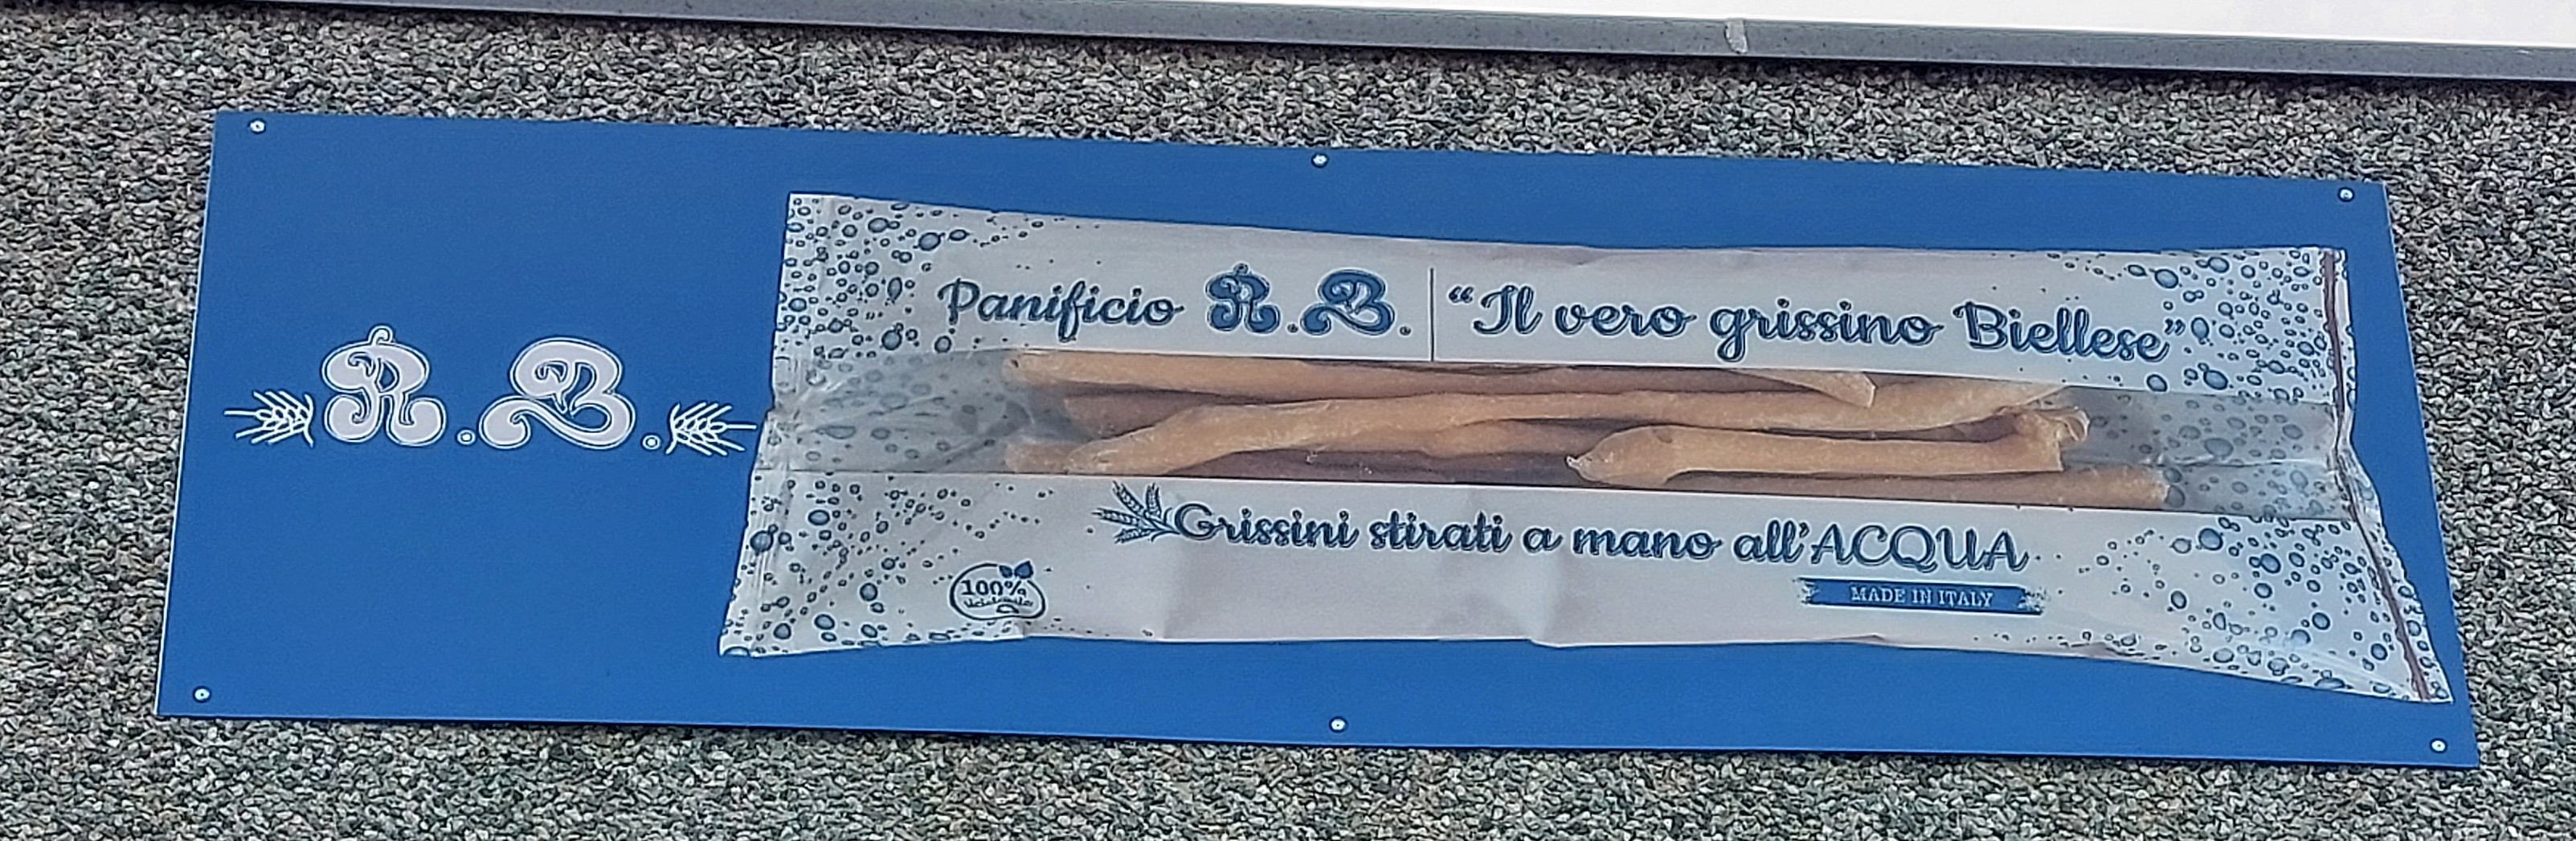 R.B.
Panificio R.B. | "Il vero grissino Biellese"
Grissini stirati a mano all'ACQUA
100%
MADE IN ITALY